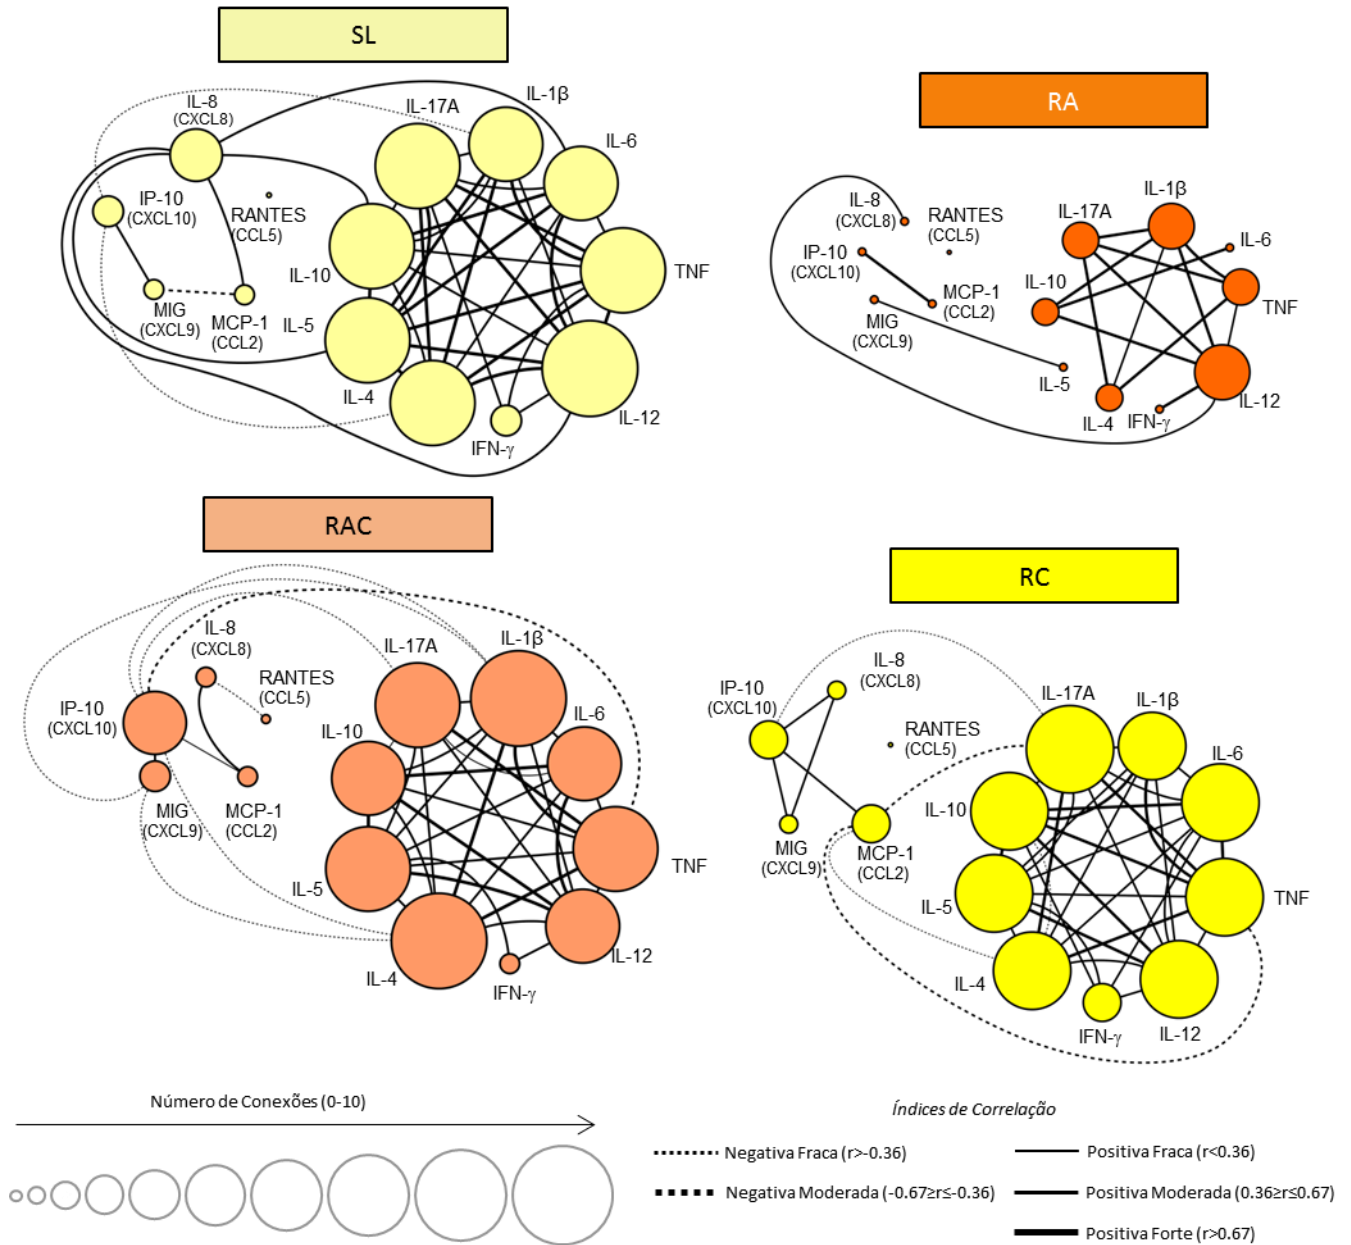 SL
IL-8
(CXCL8)
IL-17A
IL-1β
IL-6
IP-10
(CXCL10)
RANTES
(CCL5)
TNF
IL-10
MIG
(CXCL9)
MCP-1
(CCL2)
IL-5
IL-4
IL-12
IFN-γ
RA
IL-8
(CXCL8)
RANTES
(CCL5)
IL-17A
IL-1β
IL-6
IP-10
(CXCL10)
IL-10
MCP-1
(CCL2)
TNF
MIG
(CXCL9)
IL-5
IL-4
IFN-γ
IL-12
RAC
IL-8
(CXCL8)
IL-17A
IL-1β
RANTES
(CCL5)
IP-10
(CXCL10)
IL-10
IL-6
MIG
(CXCL9)
MCP-1
(CCL2)
TNF
IL-5
IL-12
IL-4
IFN-γ
RC
IL-8
(CXCL8)
IP-10
(CXCL10)
IL-17A
IL-1β
RANTES
(CCL5)
IL-6
IL-10
MIG
(CXCL9)
MCP-1
(CCL2)
TNF
IL-5
IL-4
IFN-γ
IL-12
Número de Conexões (0-10)
Índices de Correlação
Negativa Fraca (r>-0.36)
Positiva Fraca (r<0.36)
Negativa Moderada (-0.67≥r≤-0.36)
Positiva Moderada (0.36≥r≤0.67)
Positiva Forte (r>0.67)